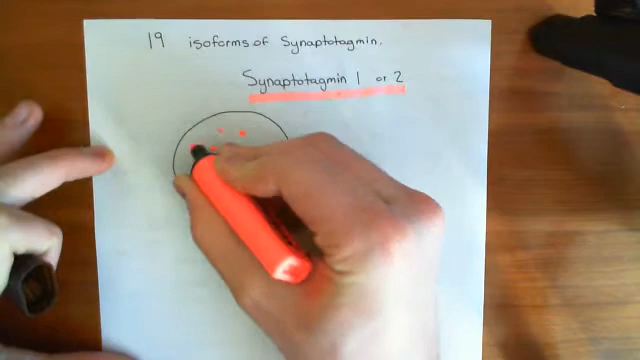 19 isoforms of Synaptotagmin.
Synaptotagmin 1 or 2